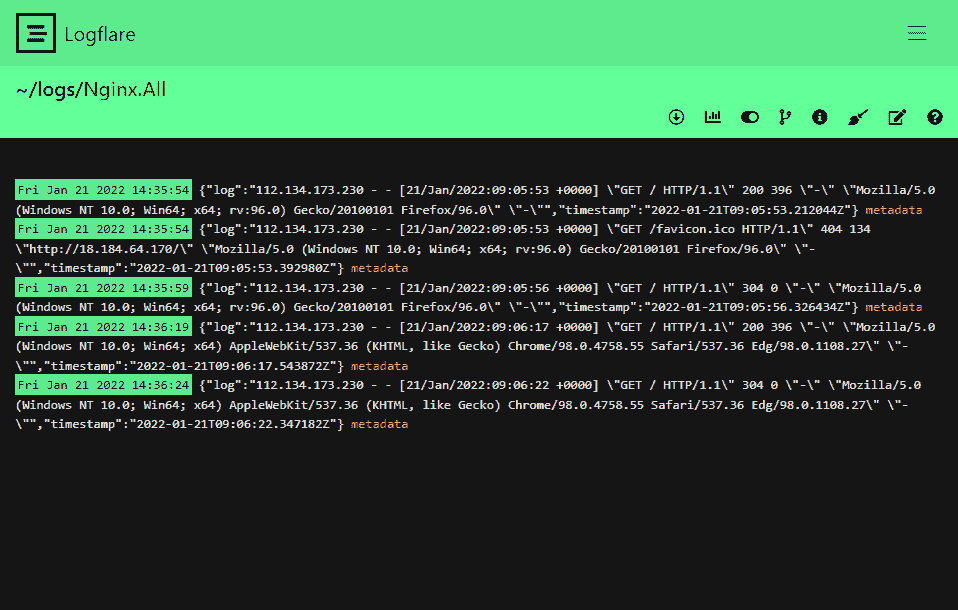 Logflare
~/logs/Nginx.All
Fri Jan 21 2022 14:35:54 {"log":"112.134.173.230 - - [21/Jan/2022:09:05:53 +0000] \"GET / HTTP/1.1\" 200 396 \"-\" \"Mozilla/5.0
(Windows NT 10.0; Win64; x64; rv:96.0) Gecko/20100101 Firefox/96.0\" \"-\"","timestamp":"2022-01-21T09:05:53.212044Z"} metadata
Fri Jan 21 2022 14:35:54 {"log":"112.134.173.230 - - [21/Jan/2022:09:05:53 +0000] \"GET /favicon.ico HTTP/1.1\" 404 134
\"http://18.184.64.170/\" \"Mozilla/5.0 (Windows NT 10.0; Win64; x64; rv:96.0) Gecko/20100101 Firefox/96.0\" \"-
\"","timestamp":"2022-01-21T09:05:53.392980Z"} metadata
Fri Jan 21 2022 14:35:59 {"log":"112.134.173.230 - - [21/Jan/2022:09:05:56 +0000] \"GET / HTTP/1.1\" 304 0 \"-\" \"Mozilla/5.0
(Windows NT 10.0; Win64; x64; rv:96.0) Gecko/20100101 Firefox/96.0\" \"-\"","timestamp":"2022-01-21T09:05:56.326434Z"} metadata
Fri Jan 21 2022 14:36:19 {"log":"112.134.173.230 - - [21/Jan/2022:09:06:17 +0000] \"GET / HTTP/1.1\" 200 396 \"-\" \"Mozilla/5.0
(Windows NT 10.0; Win64; x64) AppleWebKit/537.36 (KHTML, like Gecko) Chrome/98.0.4758.55 Safari/537.36 Edg/98.0.1108.27\" \"-
\"","timestamp":"2022-01-21T09:06:17.543872Z"} metadata
Fri Jan 21 2022 14:36:24 {"log":"112.134.173.230 - - [21/Jan/2022:09:06:22 +0000] \"GET / HTTP/1.1\" 304 0 \"-\" \"Mozilla/5.0
(Windows NT 10.0; Win64; x64) AppleWebKit/537.36 (KHTML, like Gecko) Chrome/98.0.4758.55 Safari/537.36 Edg/98.0.1108.27\" \"-
\"","timestamp":"2022-01-21T09:06:22.347182Z"} metadata